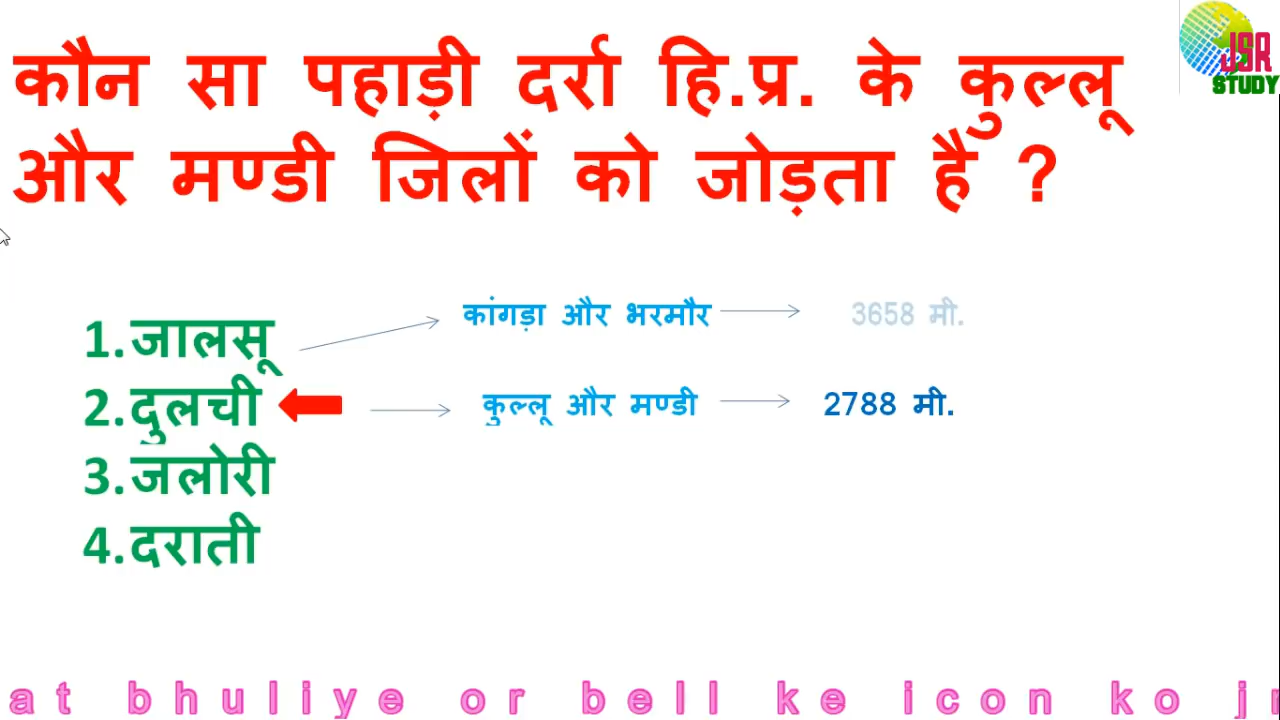 कौन सा पहाड़ी दर्रा हि.प्र. के कुल्लू
और मण्डी जिलों को जोड़ता है ?
JSR
STUDY
1.जालसू
कांगड़ा और भरमौर
3658 मी.
2.दुलची
कुल्लू और मण्डी
2788 मी.
3.जलोरी
4.दराती
at bhuliye or bell ke icon ko